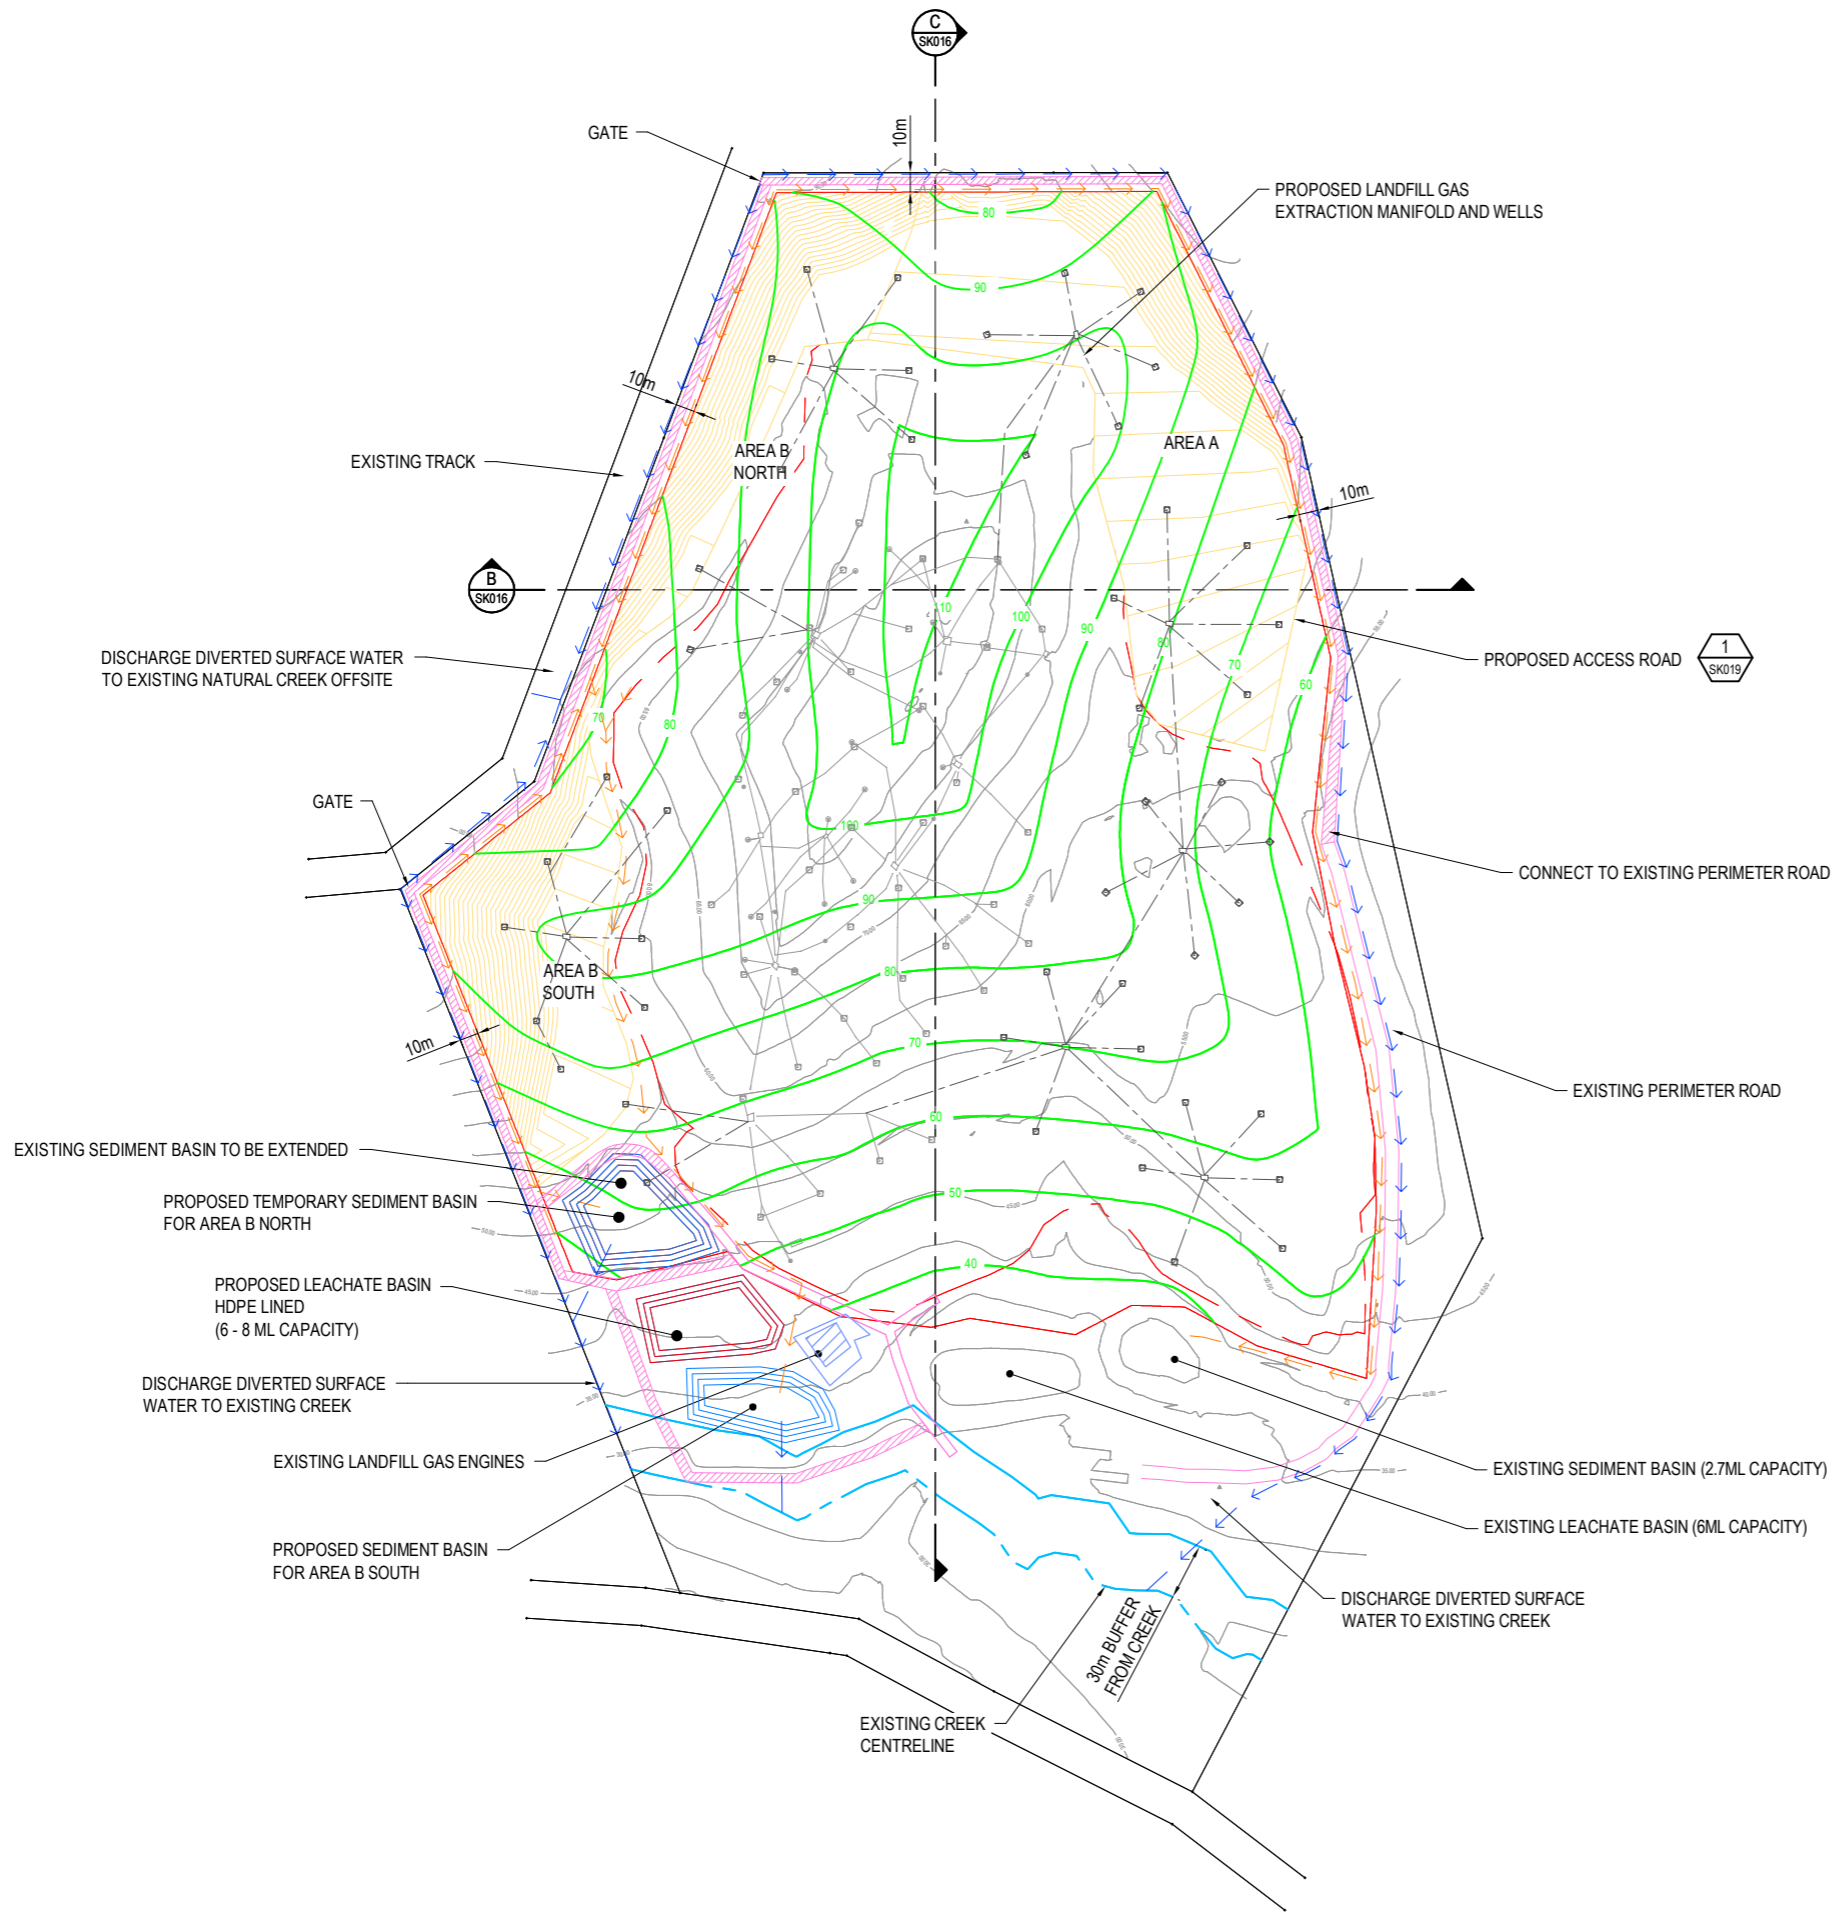 C
SK016
GATE
10m
PROPOSED LANDFILL GAS
EXTRACTION MANIFOLD AND WELLS
80
90
10m
EXISTING TRACK
AREA B
NORTH
AREA A
10m
B
SK016
110
100
90
80
70
60
DISCHARGE DIVERTED SURFACE WATER
TO EXISTING NATURAL CREEK OFFSITE
PROPOSED ACCESS ROAD
1
SK019
70
80
GATE
100
CONNECT TO EXISTING PERIMETER ROAD
90
AREA B
SOUTH
80
10m
70
EXISTING PERIMETER ROAD
60
EXISTING SEDIMENT BASIN TO BE EXTENDED
PROPOSED TEMPORARY SEDIMENT BASIN
FOR AREA B NORTH
50
40
PROPOSED LEACHATE BASIN
HDPE LINED
(6 - 8 ML CAPACITY)
DISCHARGE DIVERTED SURFACE
WATER TO EXISTING CREEK
EXISTING LANDFILL GAS ENGINES
EXISTING SEDIMENT BASIN (2.7ML CAPACITY)
EXISTING LEACHATE BASIN (6ML CAPACITY)
PROPOSED SEDIMENT BASIN
FOR AREA B SOUTH
DISCHARGE DIVERTED SURFACE
WATER TO EXISTING CREEK
30m BUFFER
FROM CREEK
EXISTING CREEK
CENTRELINE